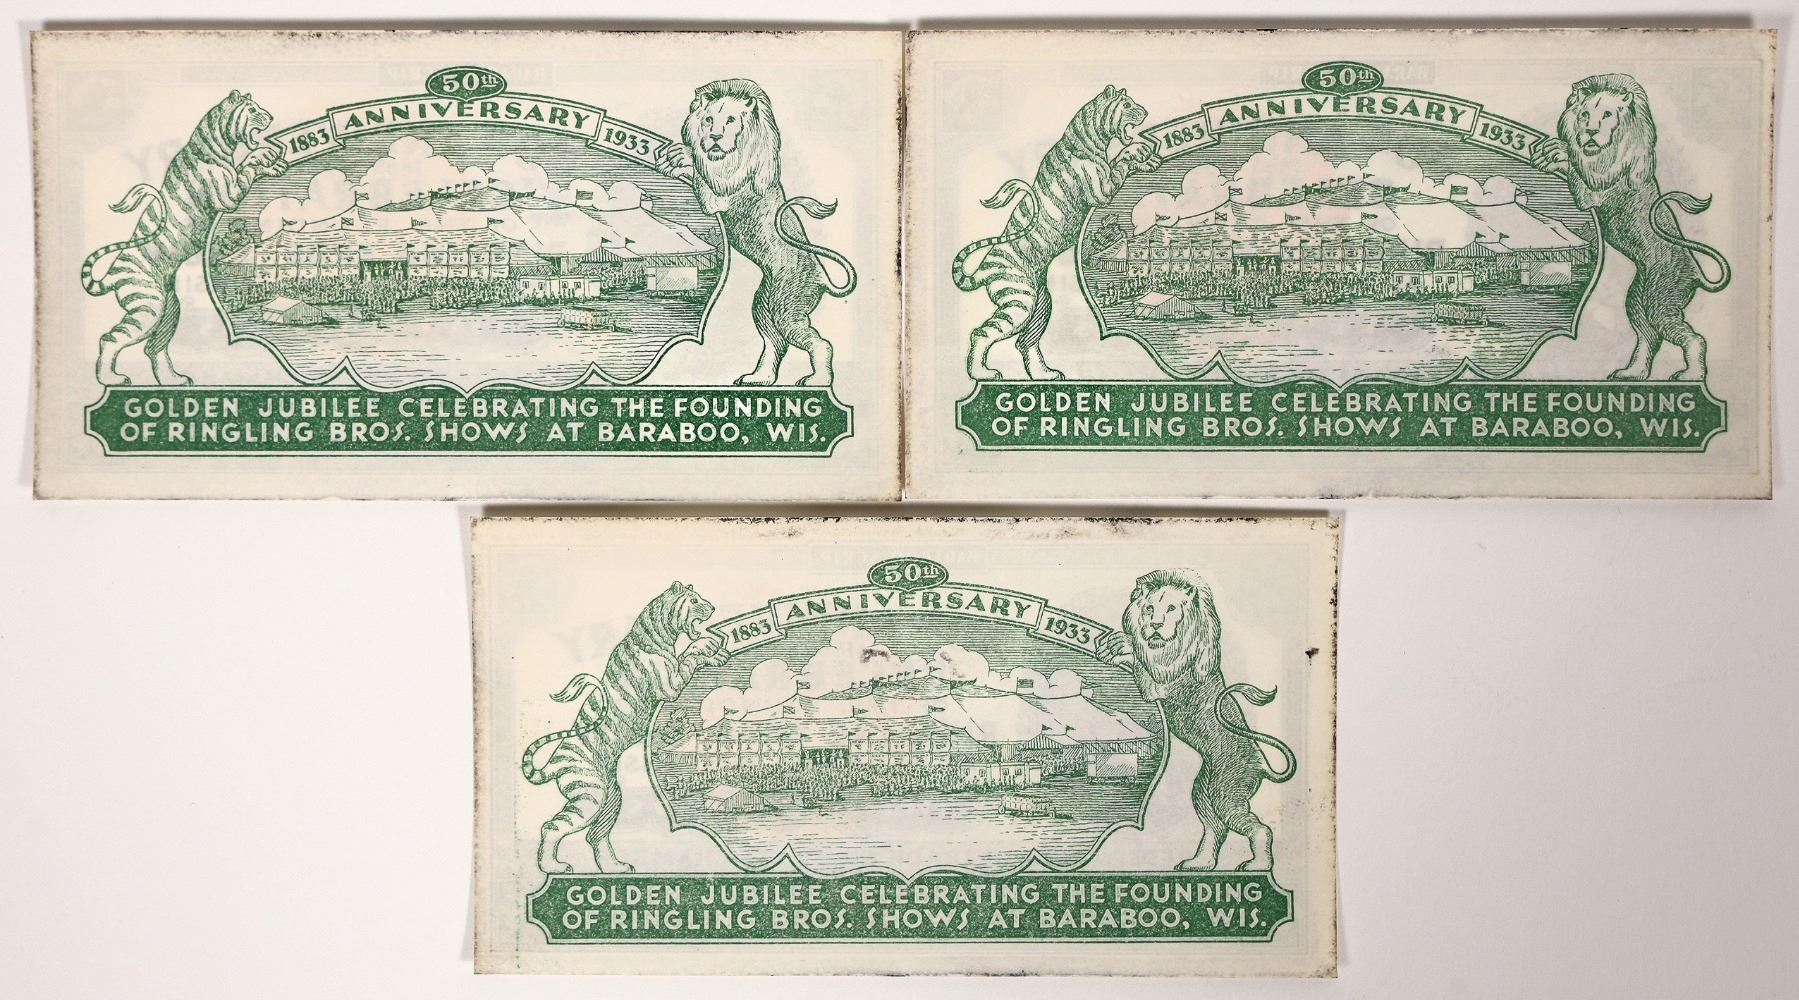 50th
ANNIVERSARY
1883 1933
GOLDEN JUBILEE CELEBRATING THE FOUNDING
OF RINGLING BROS. SHOWS AT BARABOO, WIS.
50th
ANNIVERSARY
1883 1933
GOLDEN JUBILEE CELEBRATING THE FOUNDING
OF RINGLING BROS. SHOWS AT BARABOO, WIS.
50th
ANNIVERSARY
1883 1933
GOLDEN JUBILEE CELEBRATING THE FOUNDING
OF RINGLING BROS. SHOWS AT BARABOO, WIS.